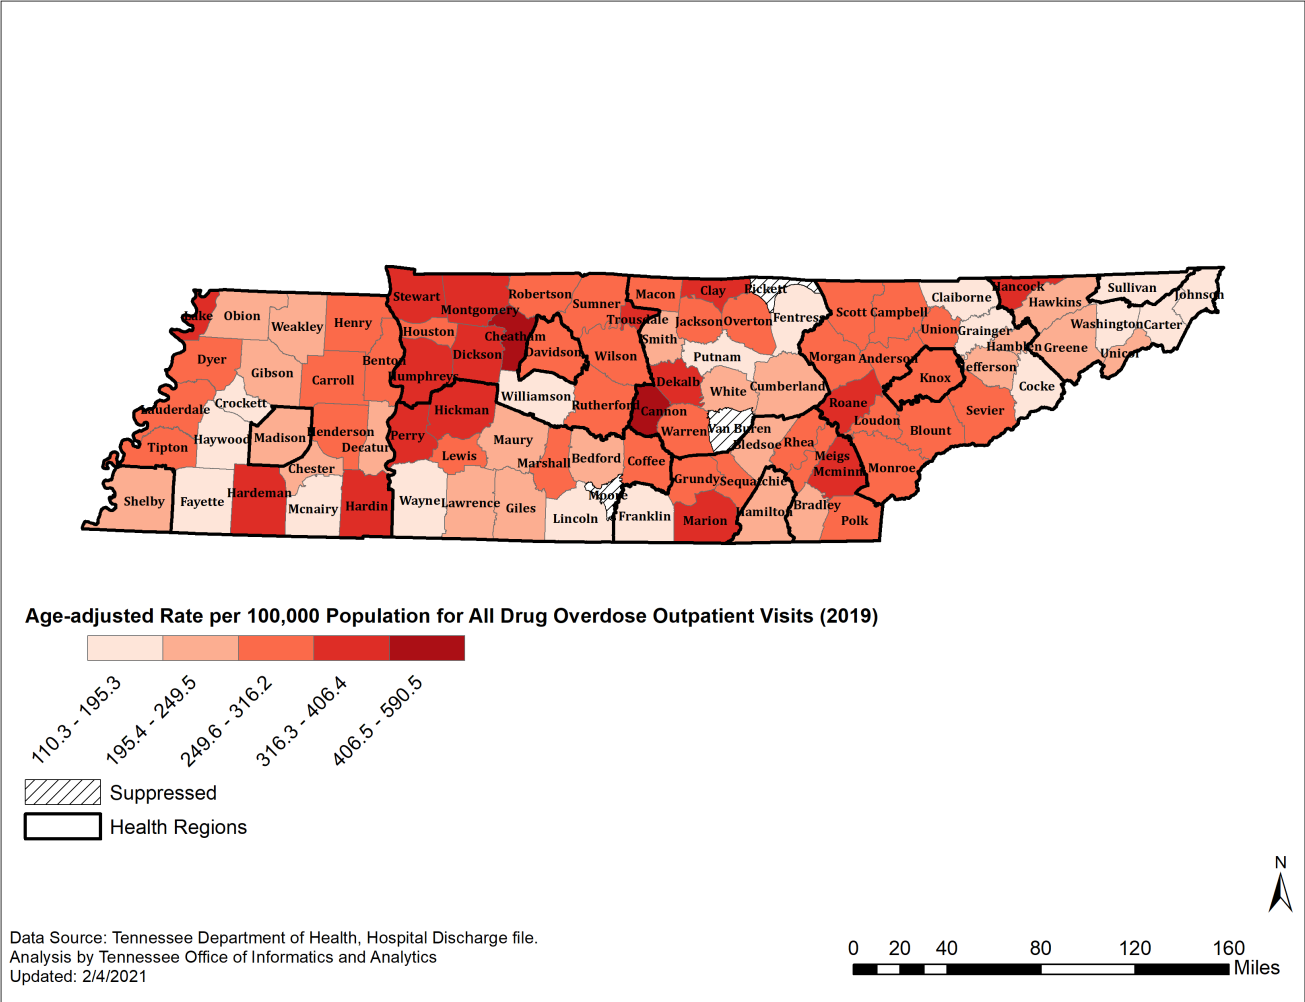 Stewart
Montgomery
Robertson
Sumner
Macon
Clay
Pickett
Fentress
Scott
Campbell
Claiborne
Hancock
Hawkins
Sullivan
Johnson
Lake
Obion
Weakley
Henry
Houston
Cheatham
Trousdale
Jackson
Overton
Union
Grainger
Washington
Carter
Dyer
Gibson
Carroll
Benton
Humphreys
Dickson
Davidson
Wilson
Smith
Putnam
Morgan
Anderson
Hamblen
Greene
Unicoi
Jefferson
Knox
Cocke
Lauderdale
Crockett
Williamson
Rutherford
Dekalb
White
Cumberland
Roane
Loudon
Sevier
Blount
Hickman
Cannon
Warren
Van Buren
Bledsoe
Rhea
Tipton
Haywood
Madison
Henderson
Decatur
Perry
Lewis
Maury
Marshall
Bedford
Coffee
Meigs
Mcminn
Monroe
Chester
Shelby
Fayette
Hardeman
Mcnairy
Hardin
Wayne
Lawrence
Giles
Lincoln
Moore
Franklin
Grundy
Sequatchie
Marion
Hamilton
Bradley
Polk
Age-adjusted Rate per 100,000 Population for All Drug Overdose Outpatient Visits (2019)
110.3 - 195.3
195.4 - 249.5
249.6 - 316.2
316.3 - 406.4
406.5 - 590.5
Suppressed
Health Regions
N
Data Source: Tennessee Department of Health, Hospital Discharge file.
Analysis by Tennessee Office of Informatics and Analytics
Updated: 2/4/2021
0 20 40 80 120 160
Miles